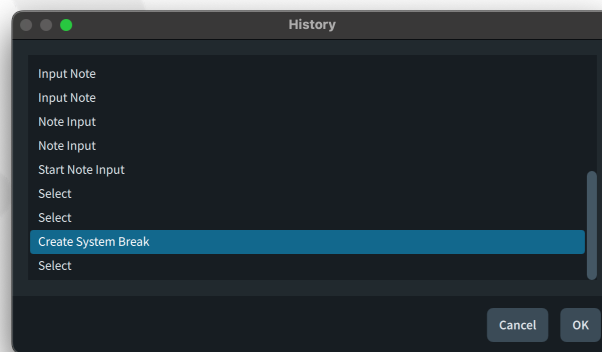 History
Input Note
Input Note
Note Input
Note Input
Start Note Input
Select
Select
Create System Break
Select
Cancel OK